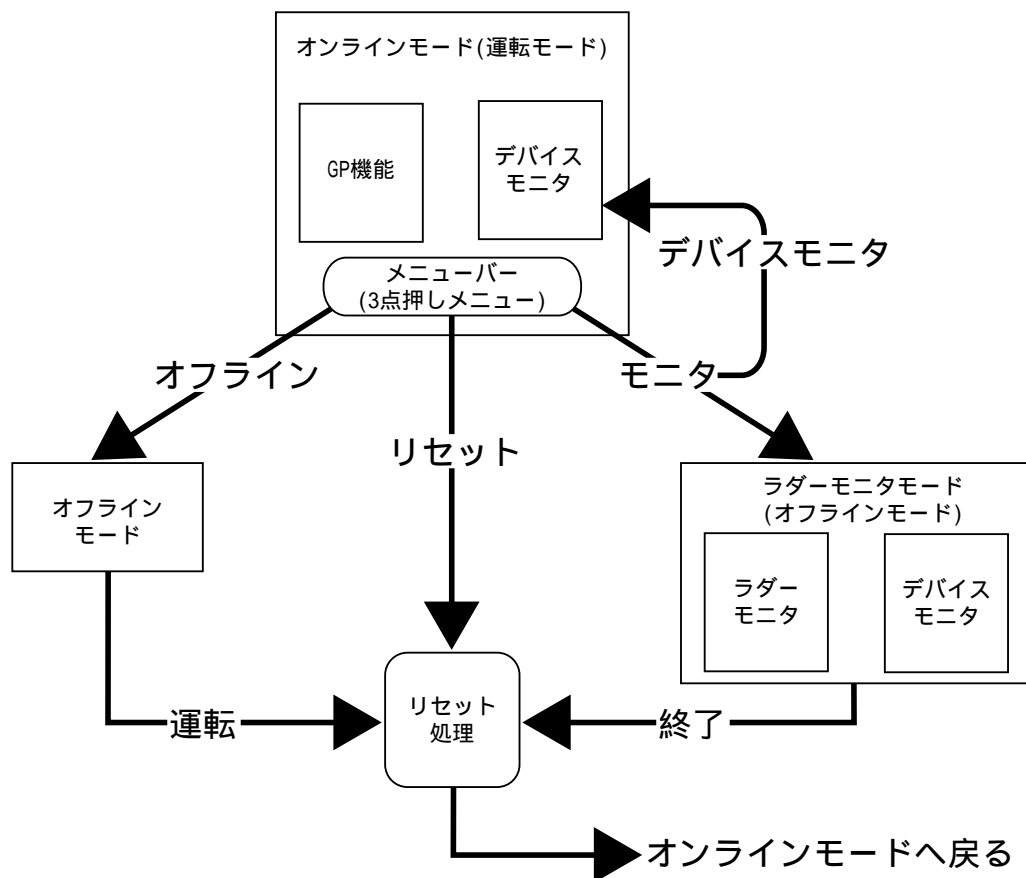 オンラインモード(運転モード)
GP機能
デバイス
モニタ
デバイスモニタ
メニューバー
(3点押しメニュー)
オフライン
モニタ
リセット
オフライン
モード
ラダーモニタモード
(オフラインモード)
ラダー
モニタ
デバイス
モニタ
運転
リセット
処理
終了
オンラインモードへ戻る